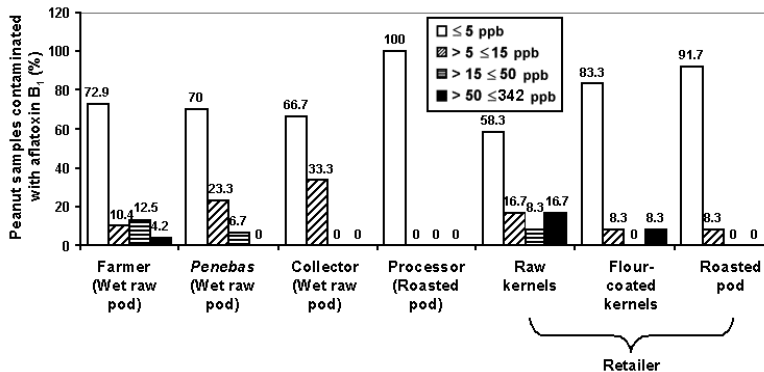 Peanut samples contaminated
with aflatoxin B1 (%)
120
100
80
60
40
20
0
≤ 5 ppb
> 5 ≤15 ppb
> 15 ≤50 ppb
> 50 ≤342 ppb
72.9
10.4
12.5
4.2
70
23.3
6.7
0
66.7
33.3
0
0
100
0
0
0
58.3
16.7
8.3
16.7
83.3
8.3
0
8.3
91.7
8.3
0
0
Farmer
(Wet raw
pod)
Penebas
(Wet raw
pod)
Collector
(Wet raw
pod)
Processor
(Roasted pod)
Raw
kernels
Flour-
coated
kernels
Roasted
pod
Retailer